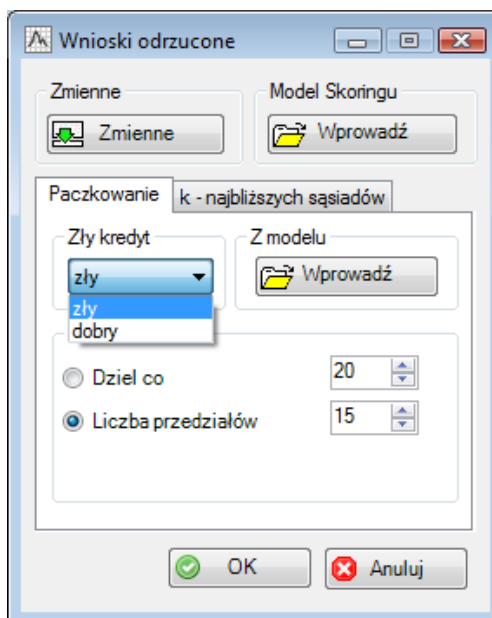 Wnioski odrzucone
Zmienne
Model Skoringu
Zmienne
Wprowadź
Paczkowanie
k - najbliższych sąsiadów
Zły kredyt
Z modelu
zły
Wprowadź
zły
dobry
Dziel co
20
Liczba przedziałów
15
OK
Anuluj